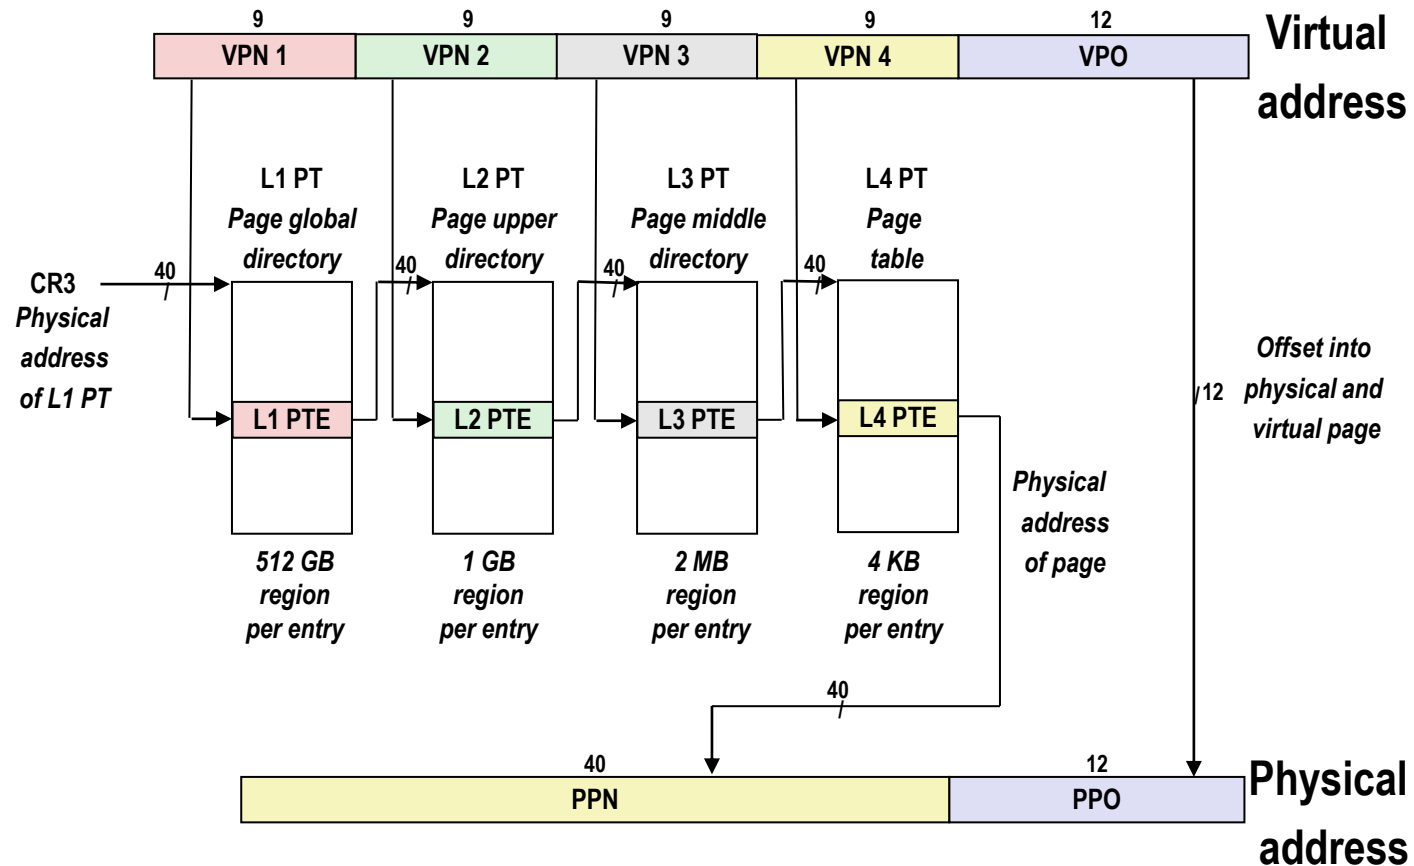 9
9
9
9
12
VPN 1
VPN 2
VPN 3
VPN 4
VPO
Virtual
address
L1 PT
Page global
directory
L2 PT
Page upper
directory
L3 PT
Page middle
directory
L4 PT
Page
table
CR3
Physical
address
of L1 PT
40
40
40
40
L1 PTE
L2 PTE
L3 PTE
L4 PTE
12
Offset into
physical and
virtual page
Physical
address
of page
512 GB
region
per entry
1 GB
region
per entry
2 MB
region
per entry
4 KB
region
per entry
40
40
12
PPN
PPO
Physical
address